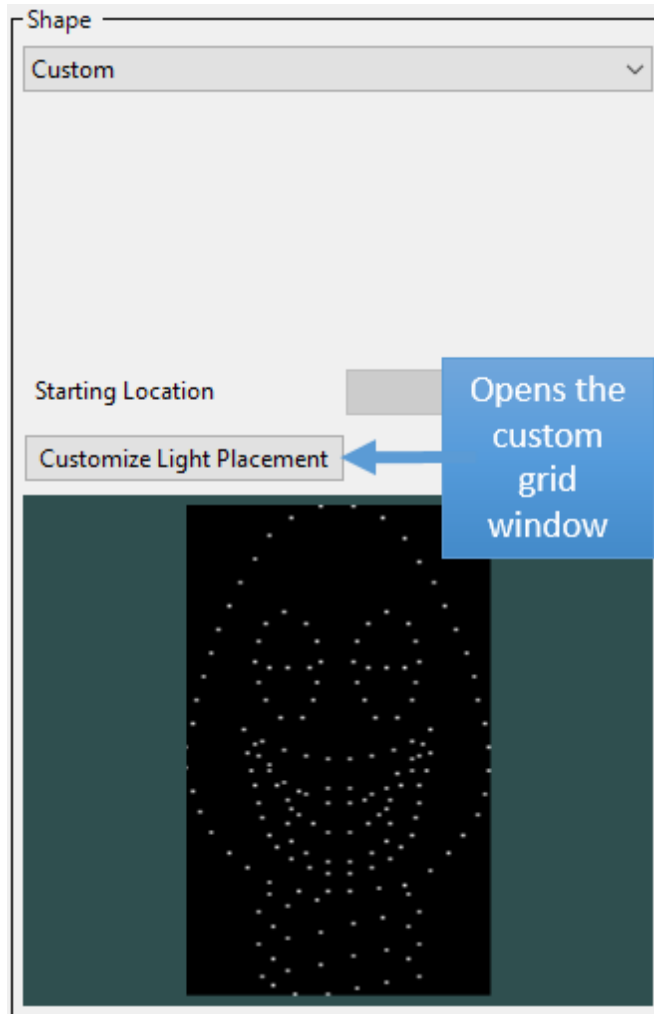 Shape
Custom
Starting Location
Opens the
custom
grid
window
Customize Light Placement